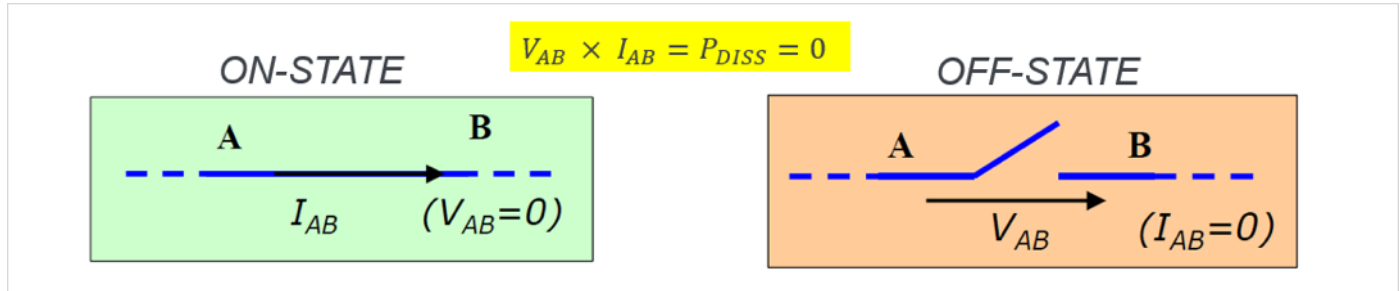 V_AB × I_AB = P_DISS = 0
ON-STATE
OFF-STATE
A B
I_AB (V_AB=0)
A B
V_AB (I_AB=0)